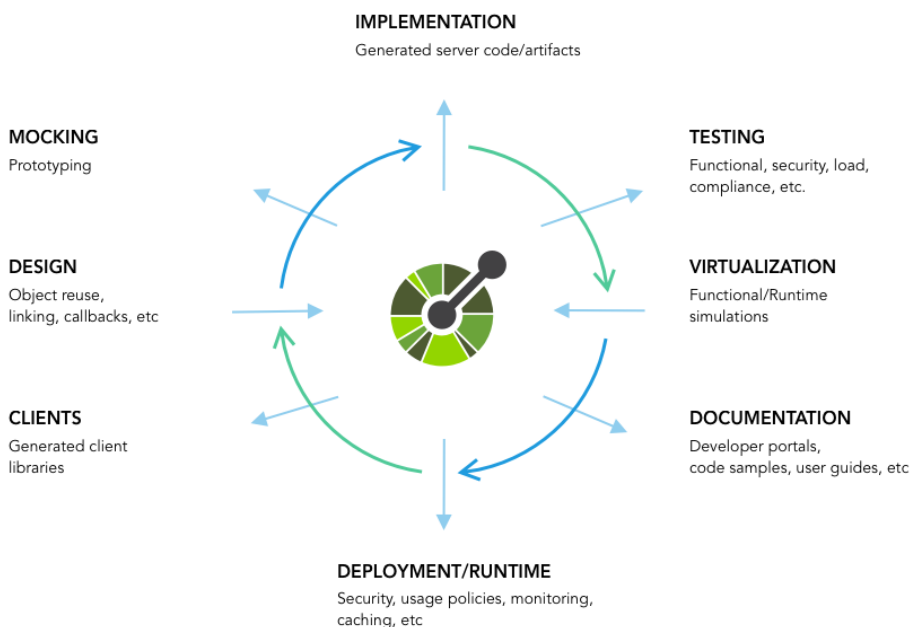 IMPLEMENTATION
Generated server code/artifacts
MOCKING
Prototyping
TESTING
Functional, security, load,
compliance, etc.
DESIGN
Object reuse,
linking, callbacks, etc
VIRTUALIZATION
Functional/Runtime
simulations
CLIENTS
Generated client
libraries
DOCUMENTATION
Developer portals,
code samples, user guides, etc
DEPLOYMENT/RUNTIME
Security, usage policies, monitoring,
caching, etc